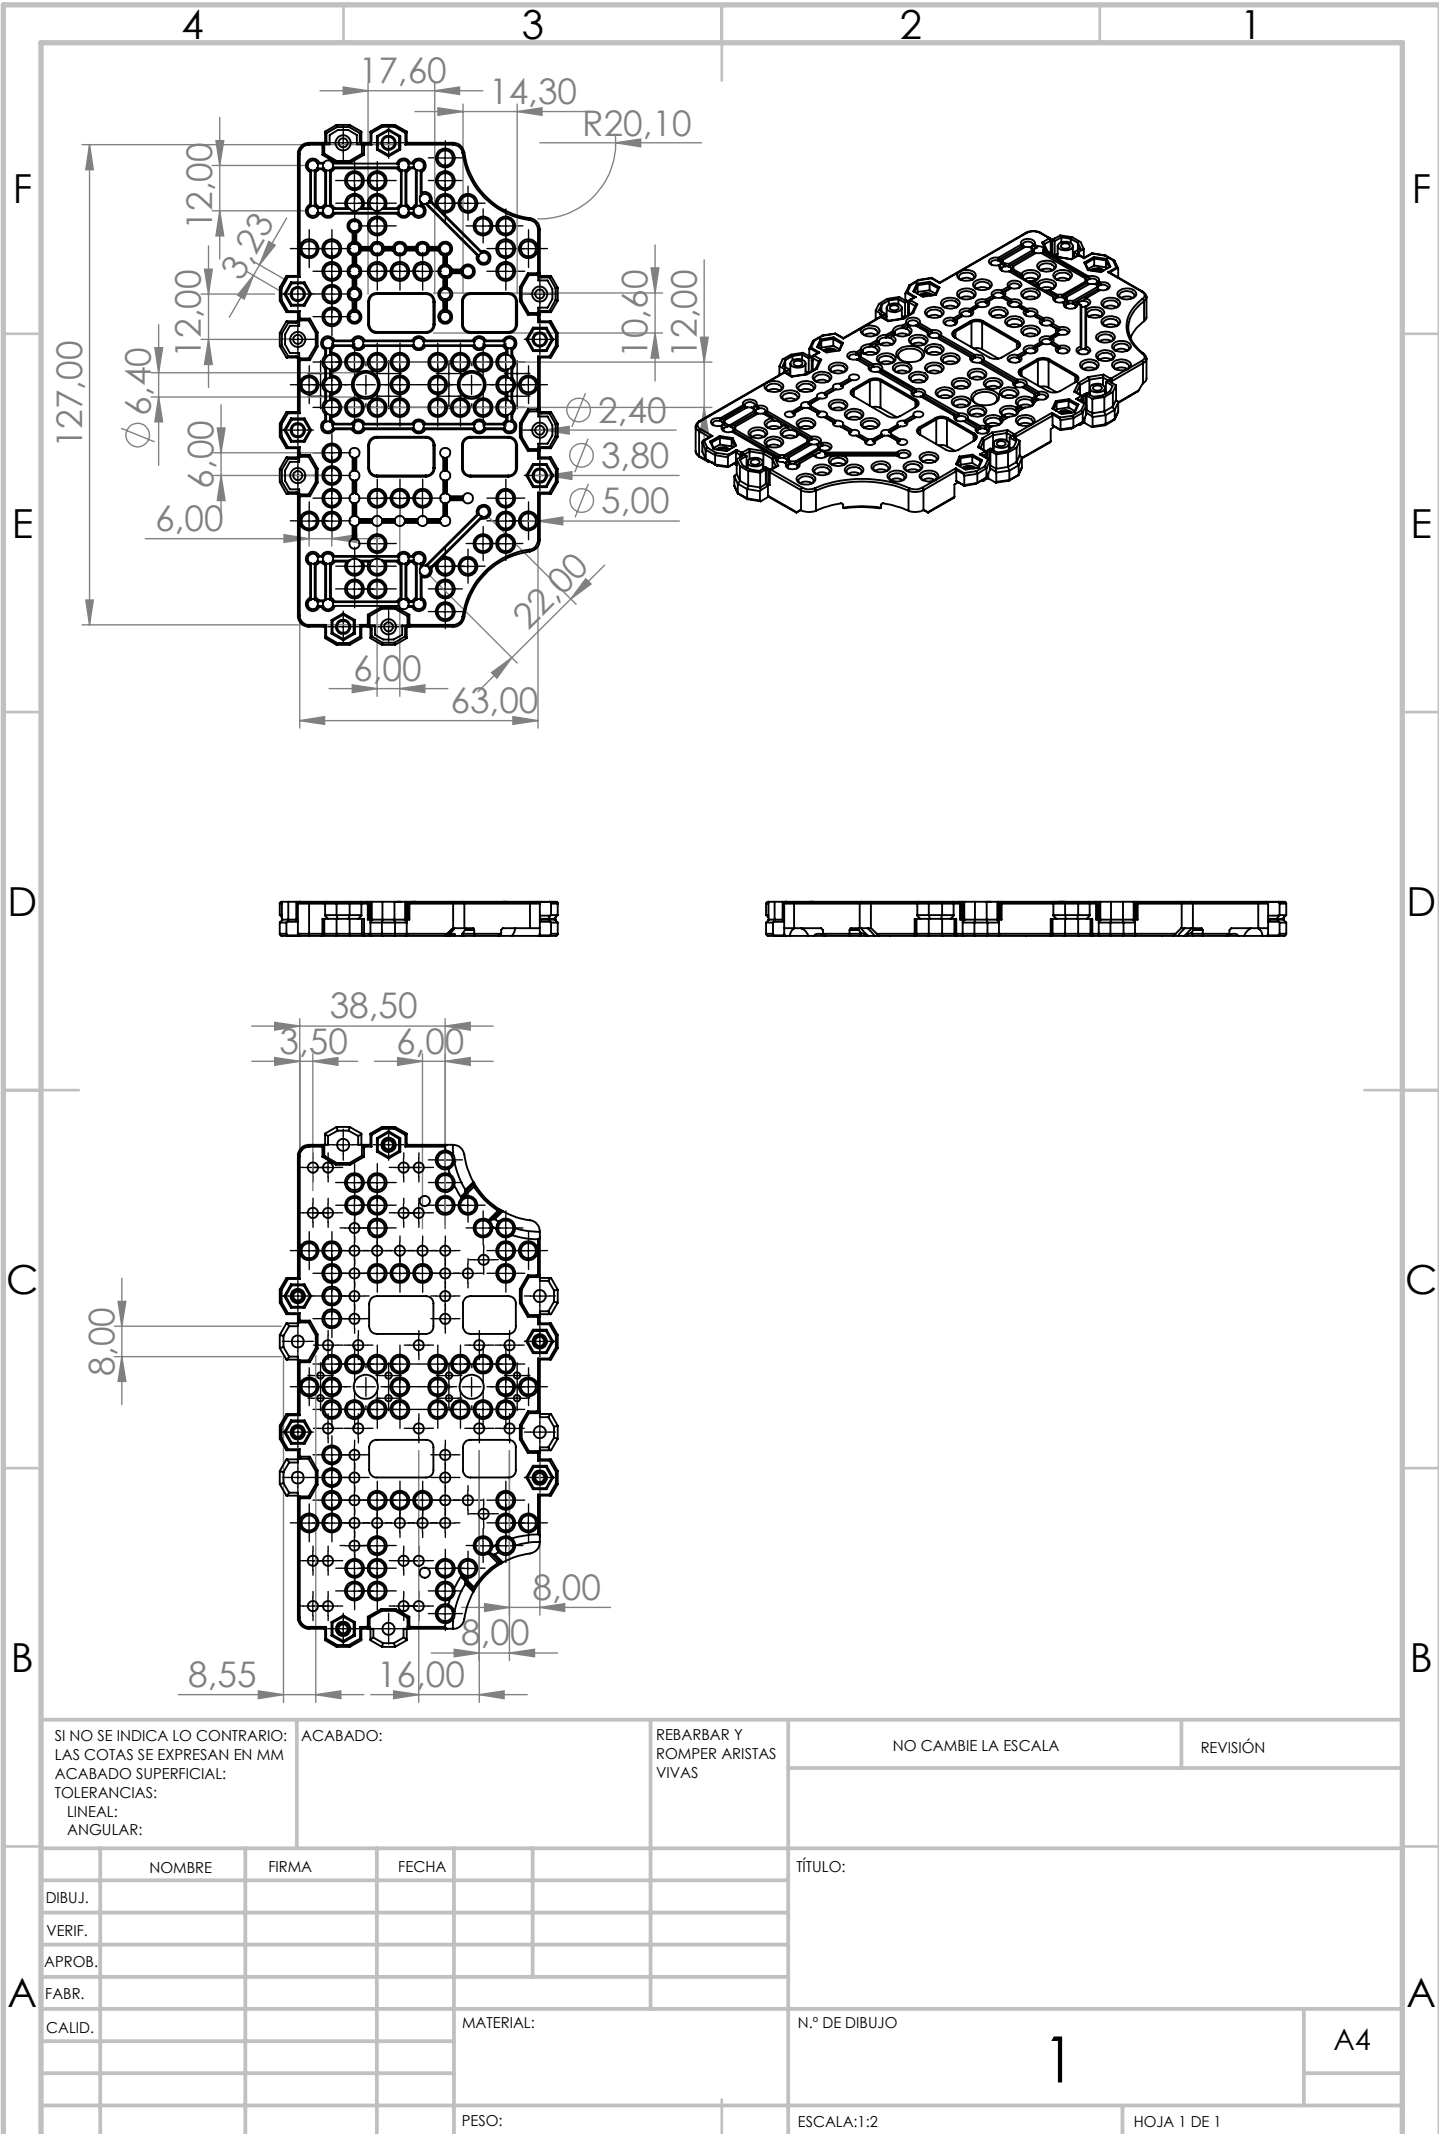 4 3 2 1
17,60
14,30
R20,10
F F
12,00
3,23
12,00
10,60
12,00
127,00
∅ 6,40
∅ 2,40
6,00
∅ 3,80
6,00
∅ 5,00
E E
22,00
6,00
63,00
D D
38,50
3,50 6,00
C C
8,00
8,00
8,00
B B
8,55 16,00
SI NO SE INDICA LO CONTRARIO:
LAS COTAS SE EXPRESAN EN MM
ACABADO SUPERFICIAL:
TOLERANCIAS:
LINEAL:
ANGULAR:
ACABADO:
REBARBAR Y
ROMPER ARISTAS
VIVAS
NO CAMBIE LA ESCALA
REVISIÓN
NOMBRE FIRMA FECHA
TÍTULO:
DIBUJ.
VERIF.
APROB.
A A
FABR.
CALID.
MATERIAL:
N.º DE DIBUJO
1
A4
PESO:
ESCALA:1:2
HOJA 1 DE 1